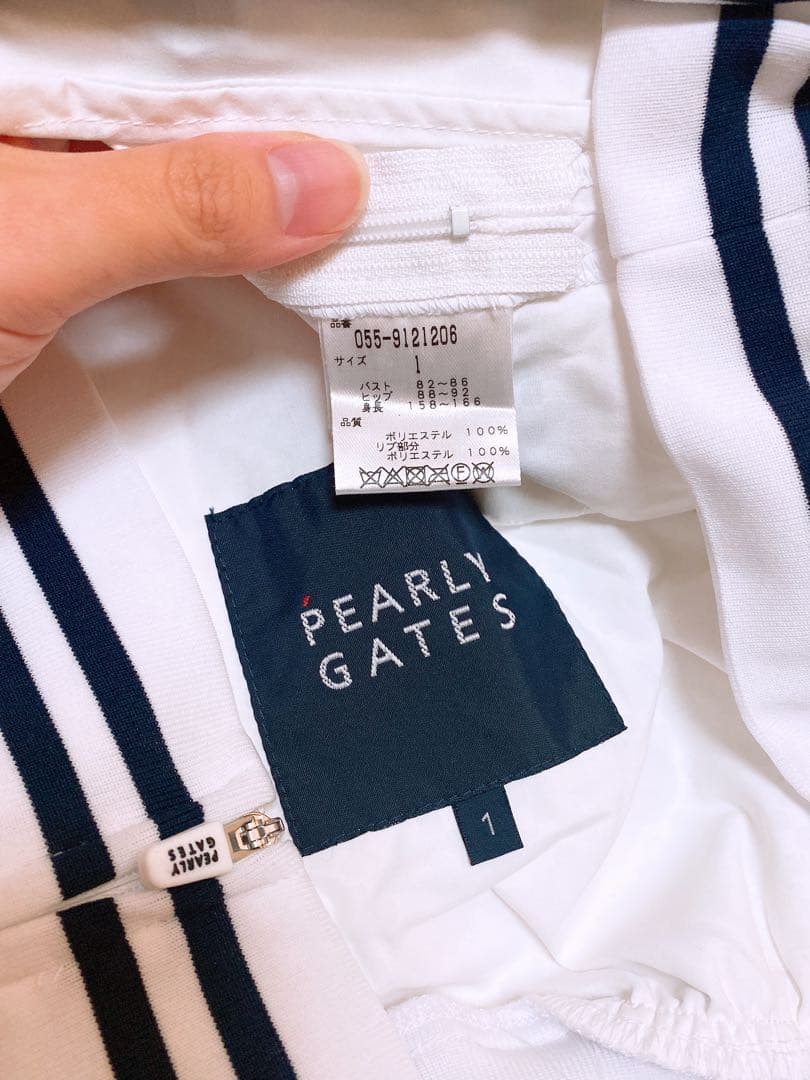 品番
055-9121206
サイズ
1
バスト 82～86
ヒップ 88～92
身長 158～166
品質
ポリエステル 100%
リブ部分
ポリエステル 100%
F W
PEARLY
GATES
1
PEARLY
GATES